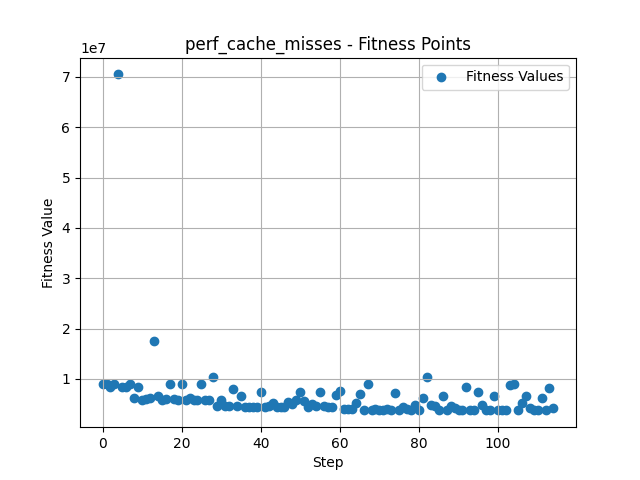 perf_cache_misses - Fitness Points
1e7
Fitness Values
7
6
5
4
3
2
1
Fitness Value
0
20
40
60
80
100
Step